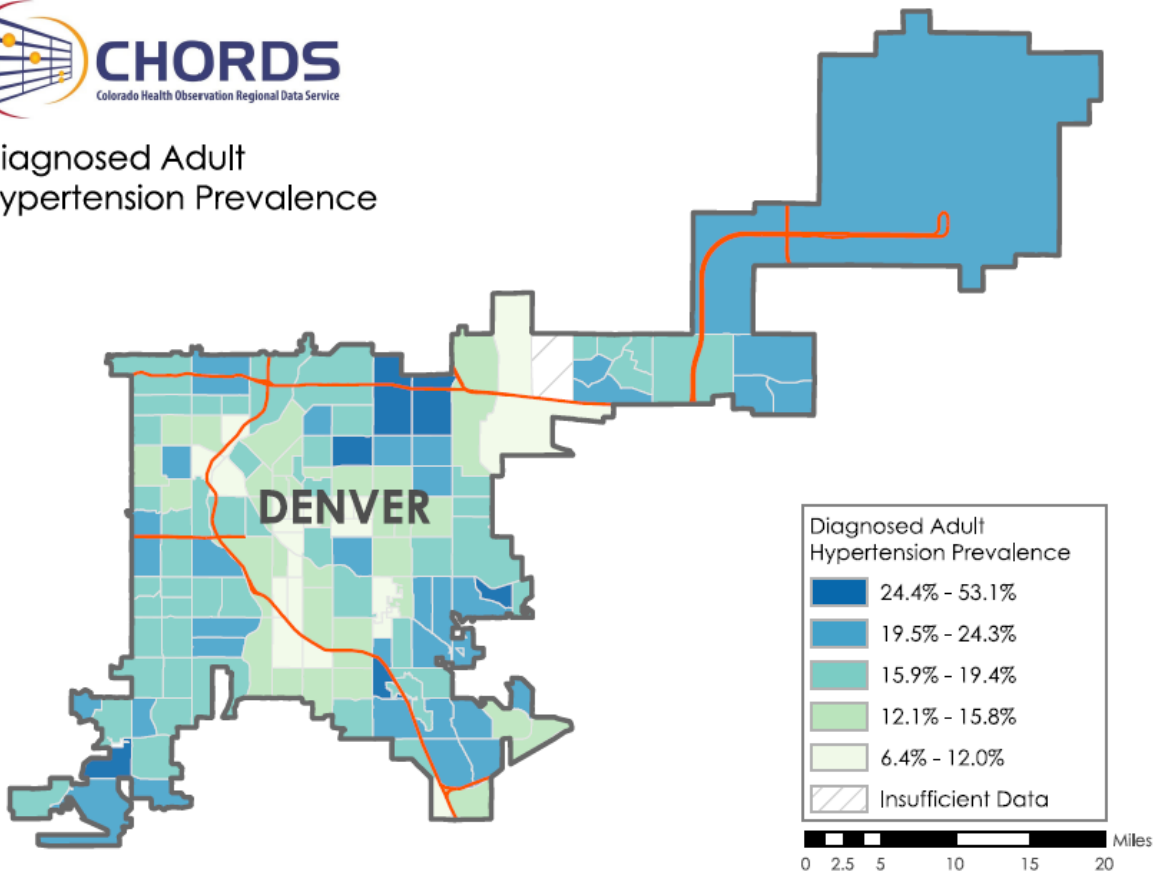 CHORDS
Colorado Health Observation Regional Data Service
iagnosed Adult
ypertension Prevalence
DENVER
Diagnosed Adult
Hypertension Prevalence
24.4% - 53.1%
19.5% - 24.3%
15.9% - 19.4%
12.1% - 15.8%
6.4% - 12.0%
Insufficient Data
Miles
0 2.5 5 10 15 20